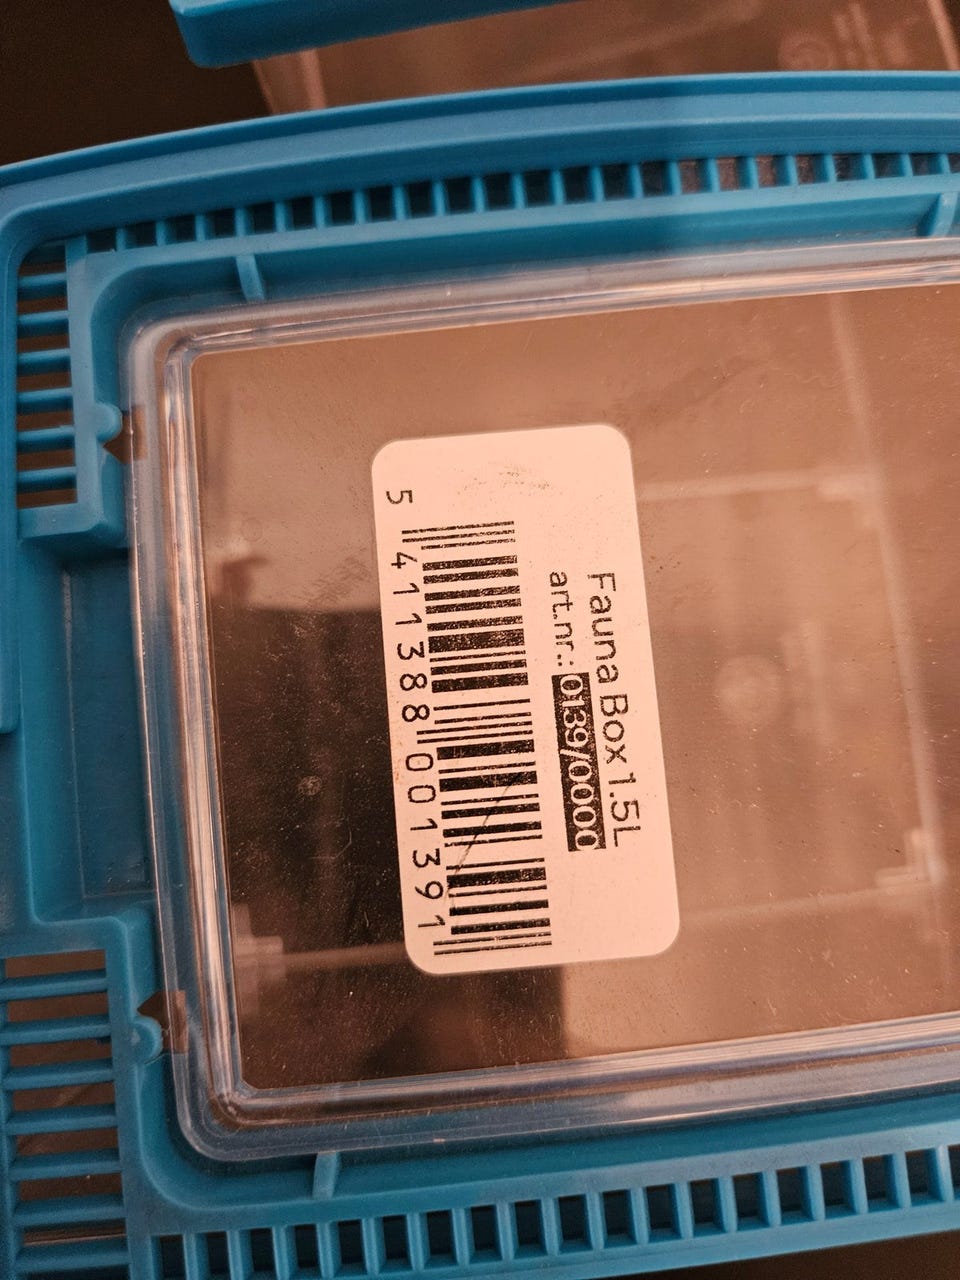 Fauna Box 1.5L
art.nr.: 0139/0000
5 411388 001391